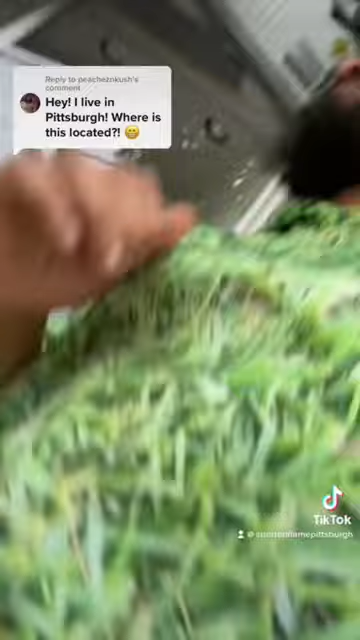 Reply to peacheznkush's
comment
Hey! I live in
Pittsburgh! Where is
this located?! 😁
TikTok